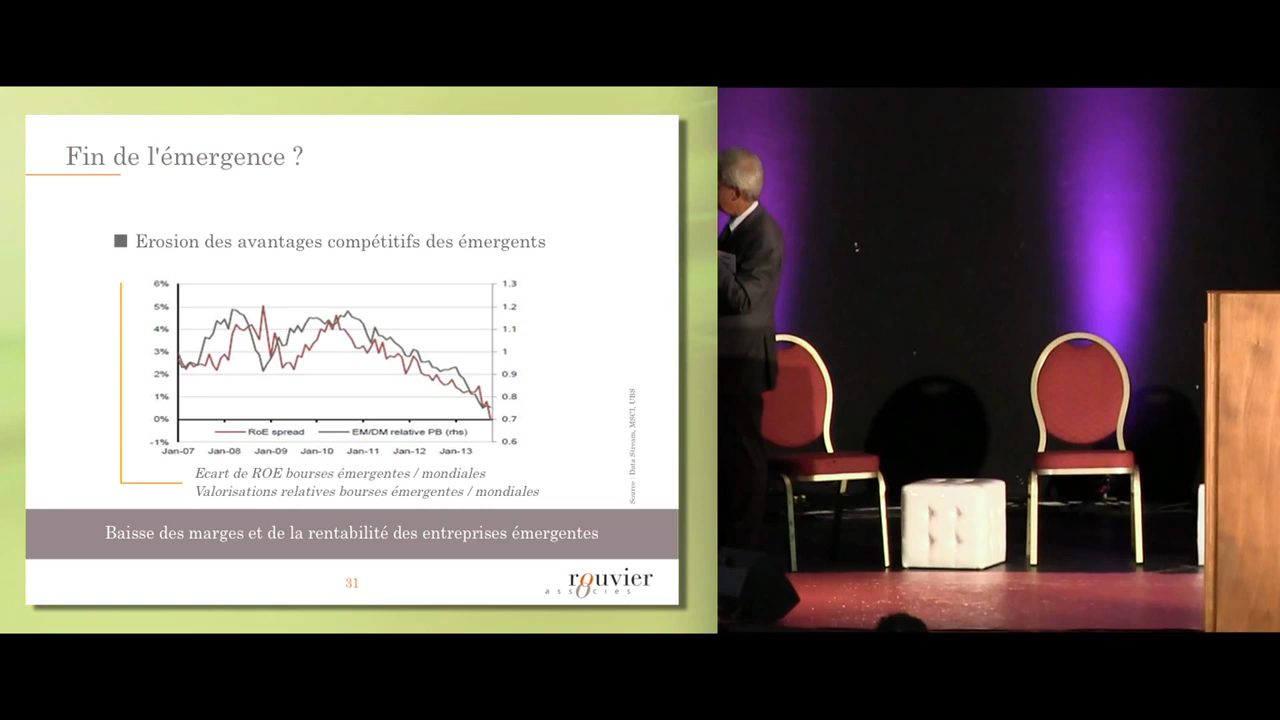 Fin de l'émergence ?
Erosion des avantages compétitifs des émergents
6% 1.3
5% 1.2
4% 1.1
3% 1
2% 0.9
1% 0.8
0% 0.7
-1% 0.6
RoE spread EM/DM relative PB (rhs)
Jan-07 Jan-08 Jan-09 Jan-10 Jan-11 Jan-12 Jan-13
Ecart de ROE bourses émergentes / mondiales
Valorisations relatives bourses émergentes / mondiales
Source : Data Stream, MSCI, UBS
Baisse des marges et de la rentabilité des entreprises émergentes
31
rouvier
associés